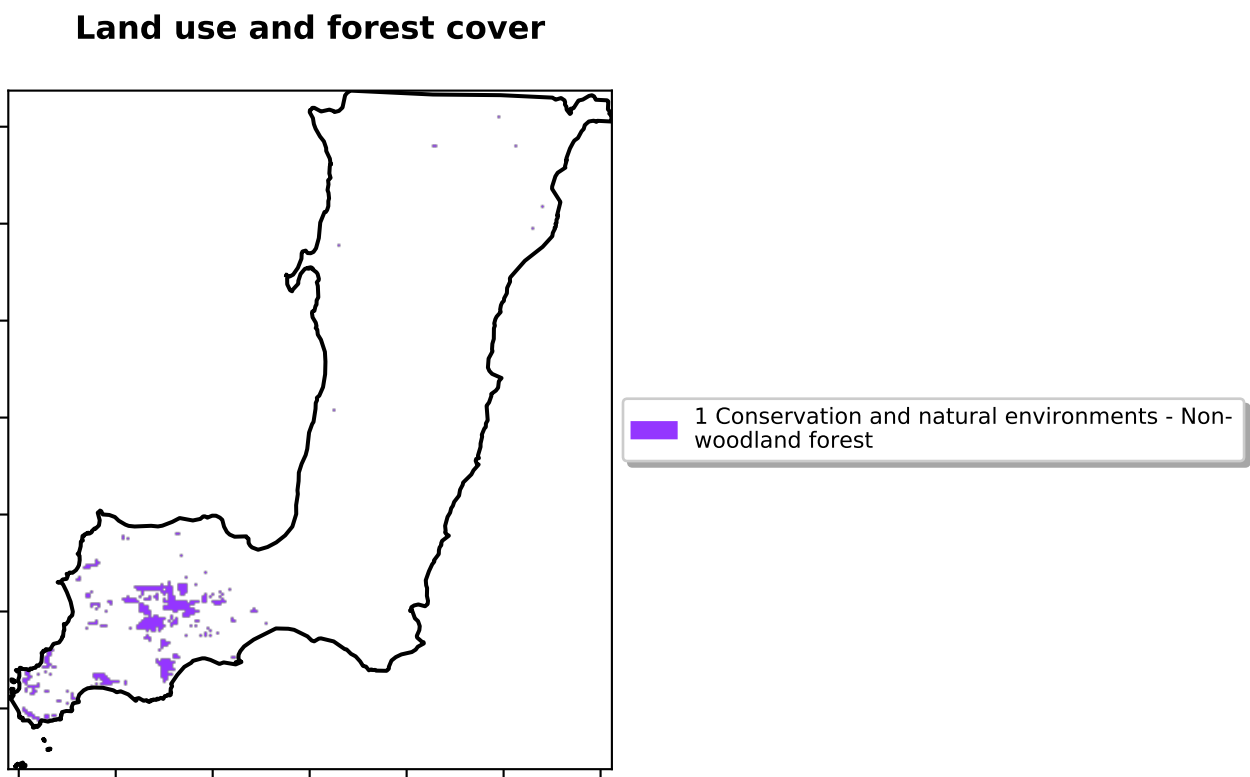 Land use and forest cover
1 Conservation and natural environments - Non-
woodland forest